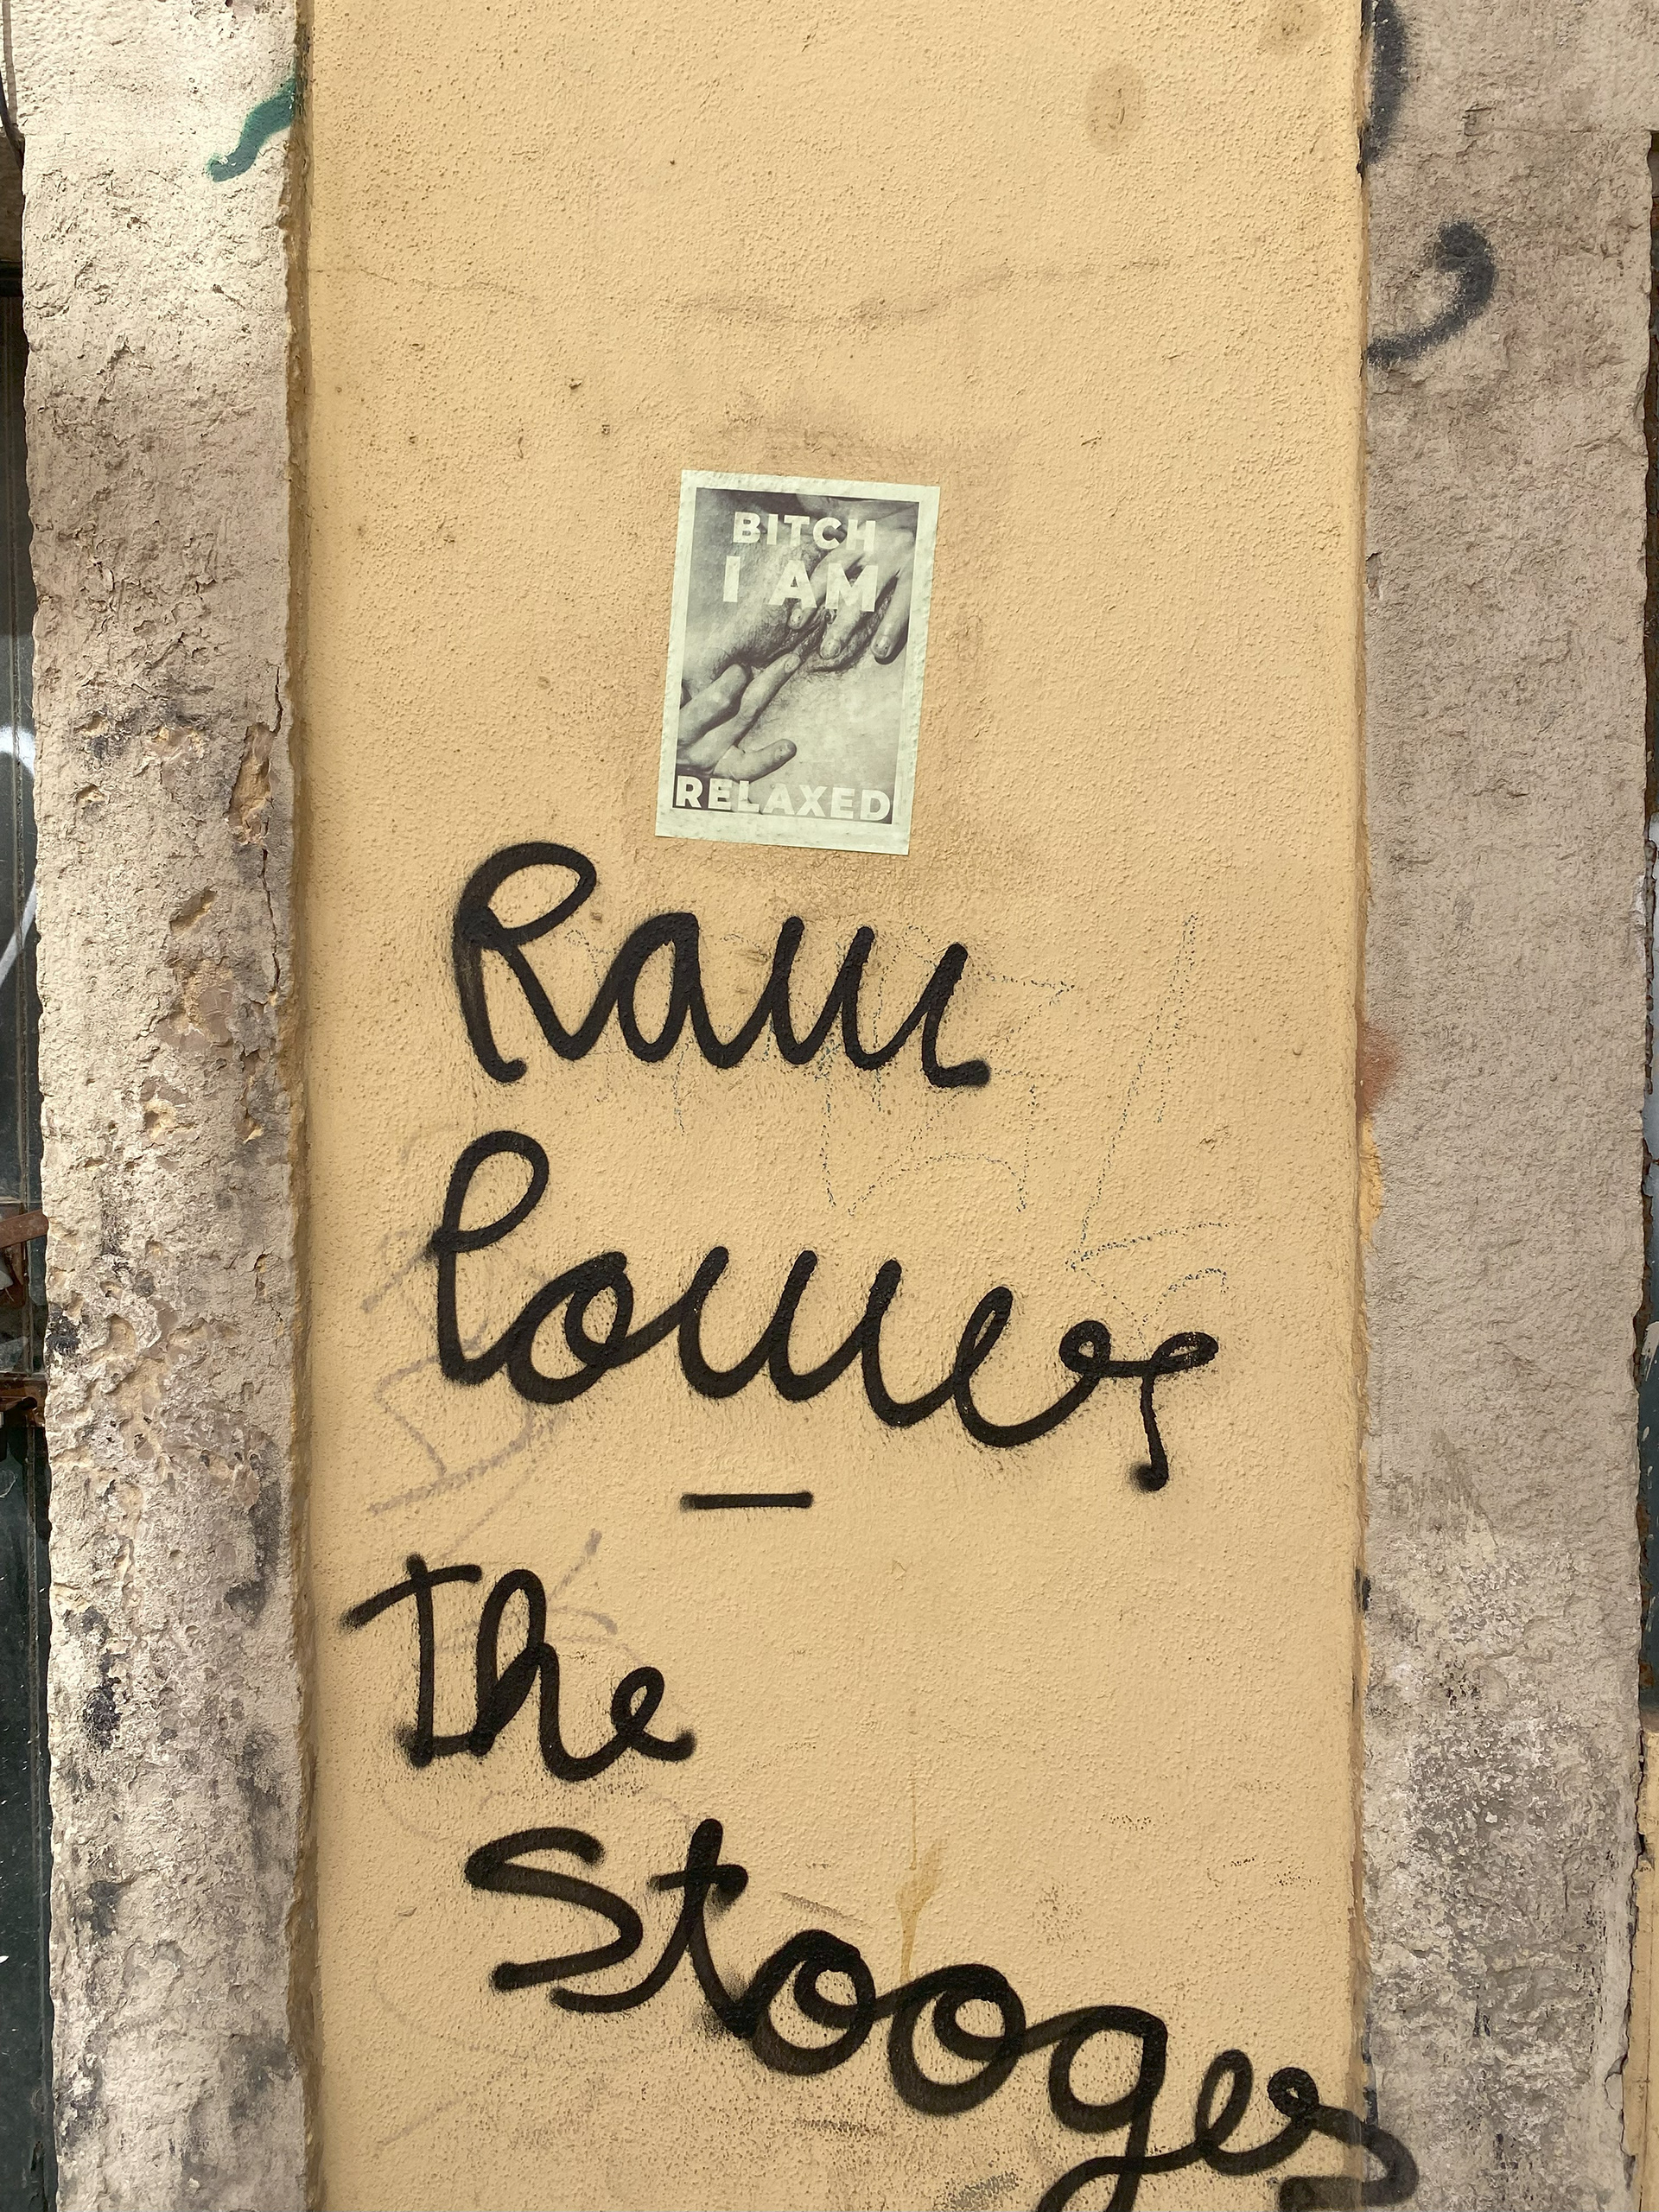 BITCH
I AM
RELAXED
Raw
Power
—
The
Stooges